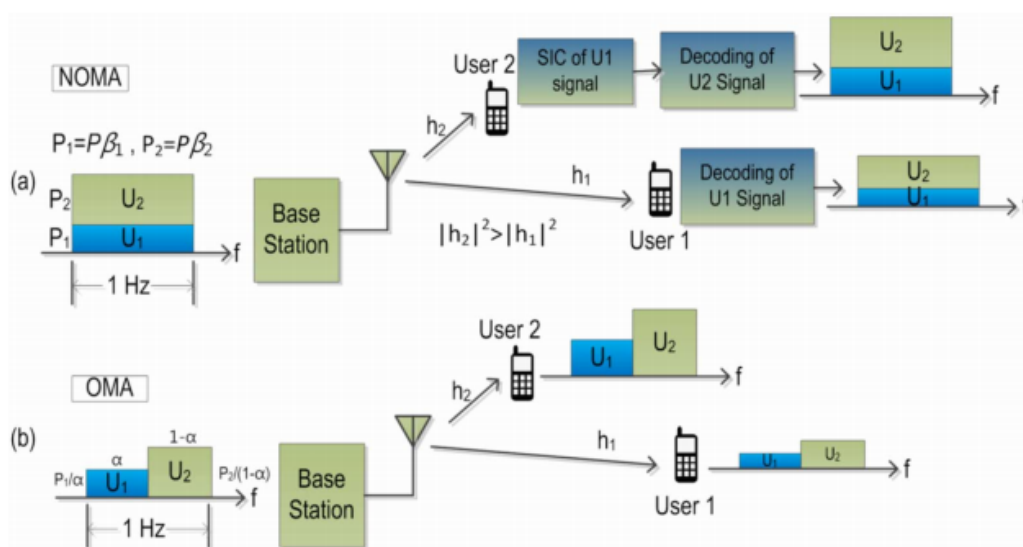 NOMA
P₁=Pβ₁ , P₂=Pβ₂
(a)
P₂
P₁
U₂
U₁
f
1 Hz
Base
Station
h₂
h₁
|h₂|²>|h₁|²
User 2
SIC of U1
signal
Decoding of
U2 Signal
U₂
U₁
f
User 1
Decoding of
U1 Signal
U₂
U₁
OMA
(b)
P₁/α
α
U₁
1-α
U₂
P₂/(1-α)
f
1 Hz
Base
Station
h₂
h₁
User 2
U₁
U₂
f
User 1
U₁
U₂
f